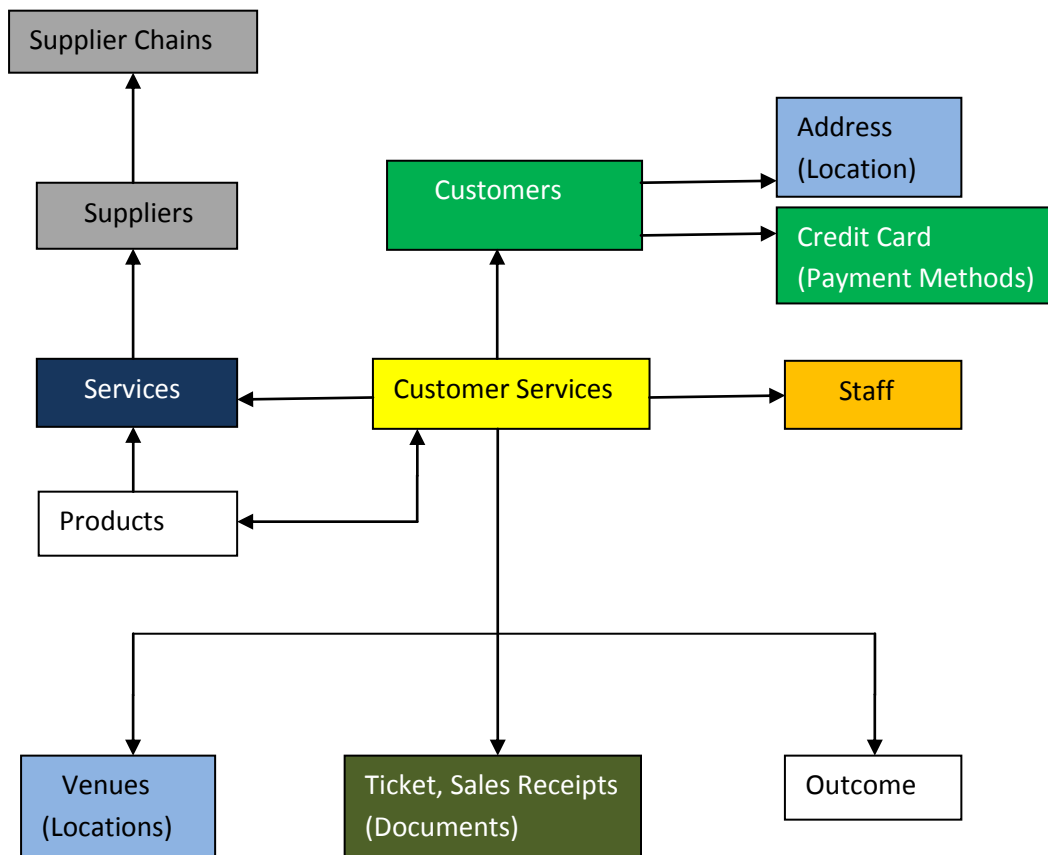 Supplier Chains
Address
(Location)
Customers
Suppliers
Credit Card
(Payment Methods)
Services
Customer Services
Staff
Products
Venues
(Locations)
Ticket, Sales Receipts
(Documents)
Outcome